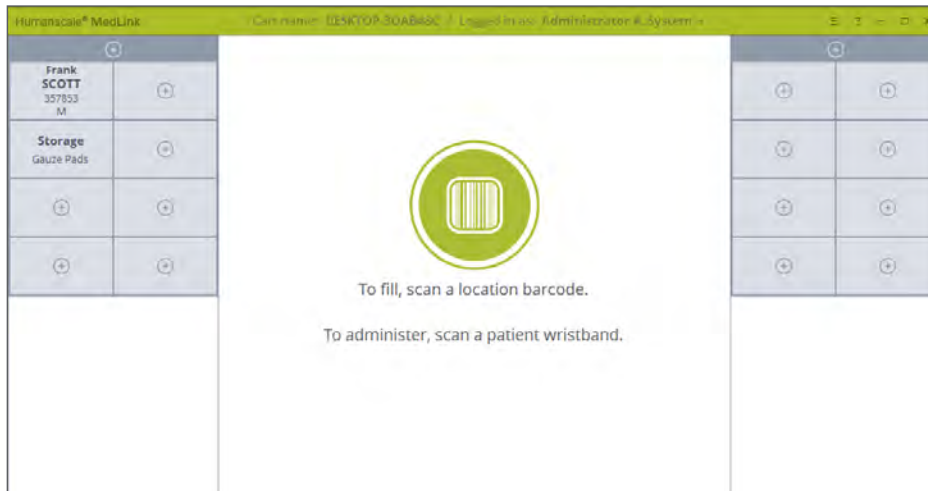 Humanscale® MedLink
Cart name: DESKTOP-3OABASC / Logged in as: Administrator A. System
Frank
SCOTT
357853
M
Storage
Gauze Pads
To fill, scan a location barcode.
To administer, scan a patient wristband.